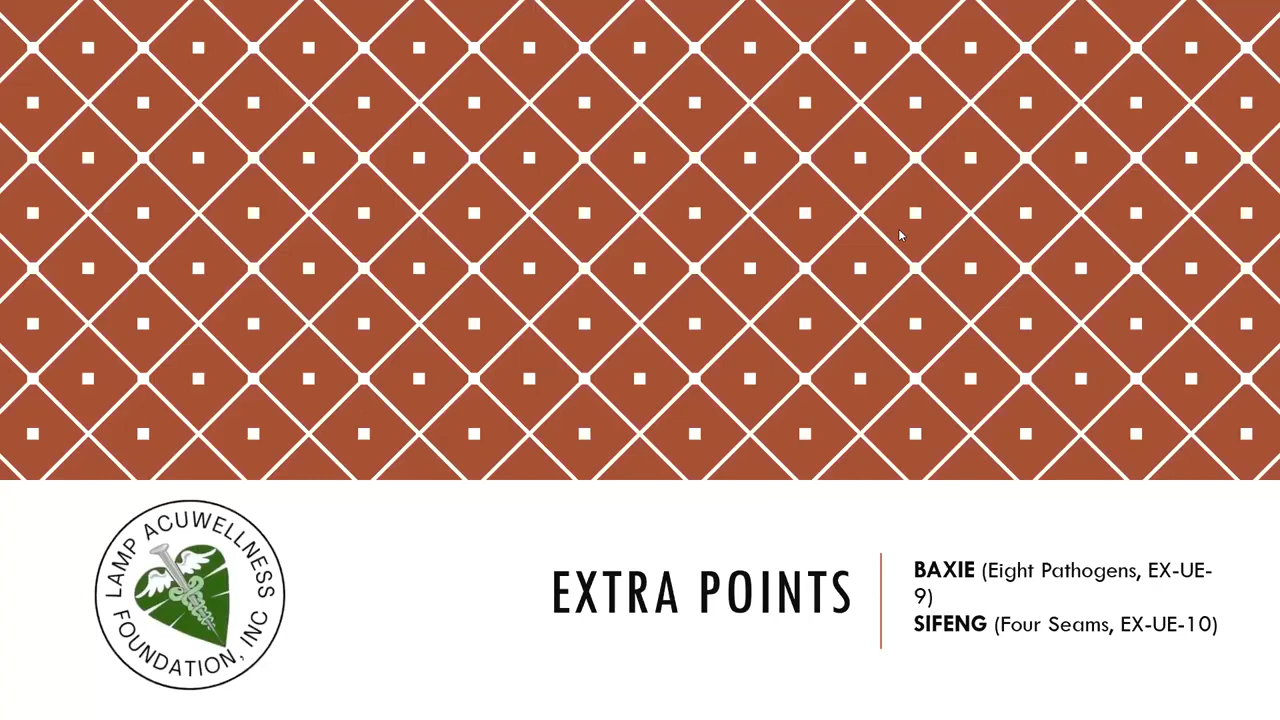 LAMP ACUWELLNESS
FOUNDATION, INC
EXTRA POINTS
BAXIE (Eight Pathogens, EX-UE-
9)
SIFENG (Four Seams, EX-UE-10)